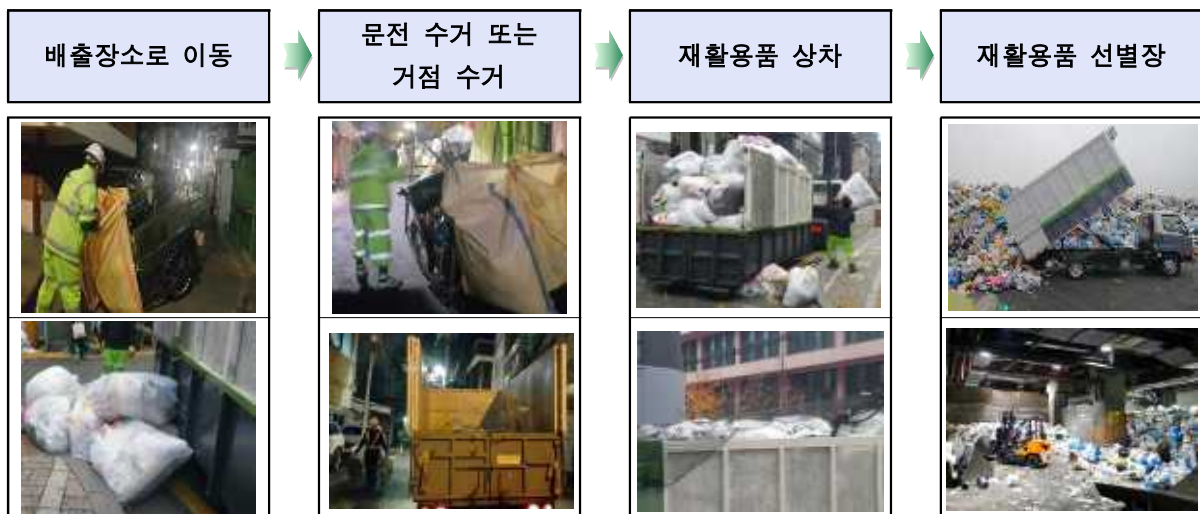 배출장소로 이동
문전 수거 또는
거점 수거
재활용품 상차
재활용품 선별장